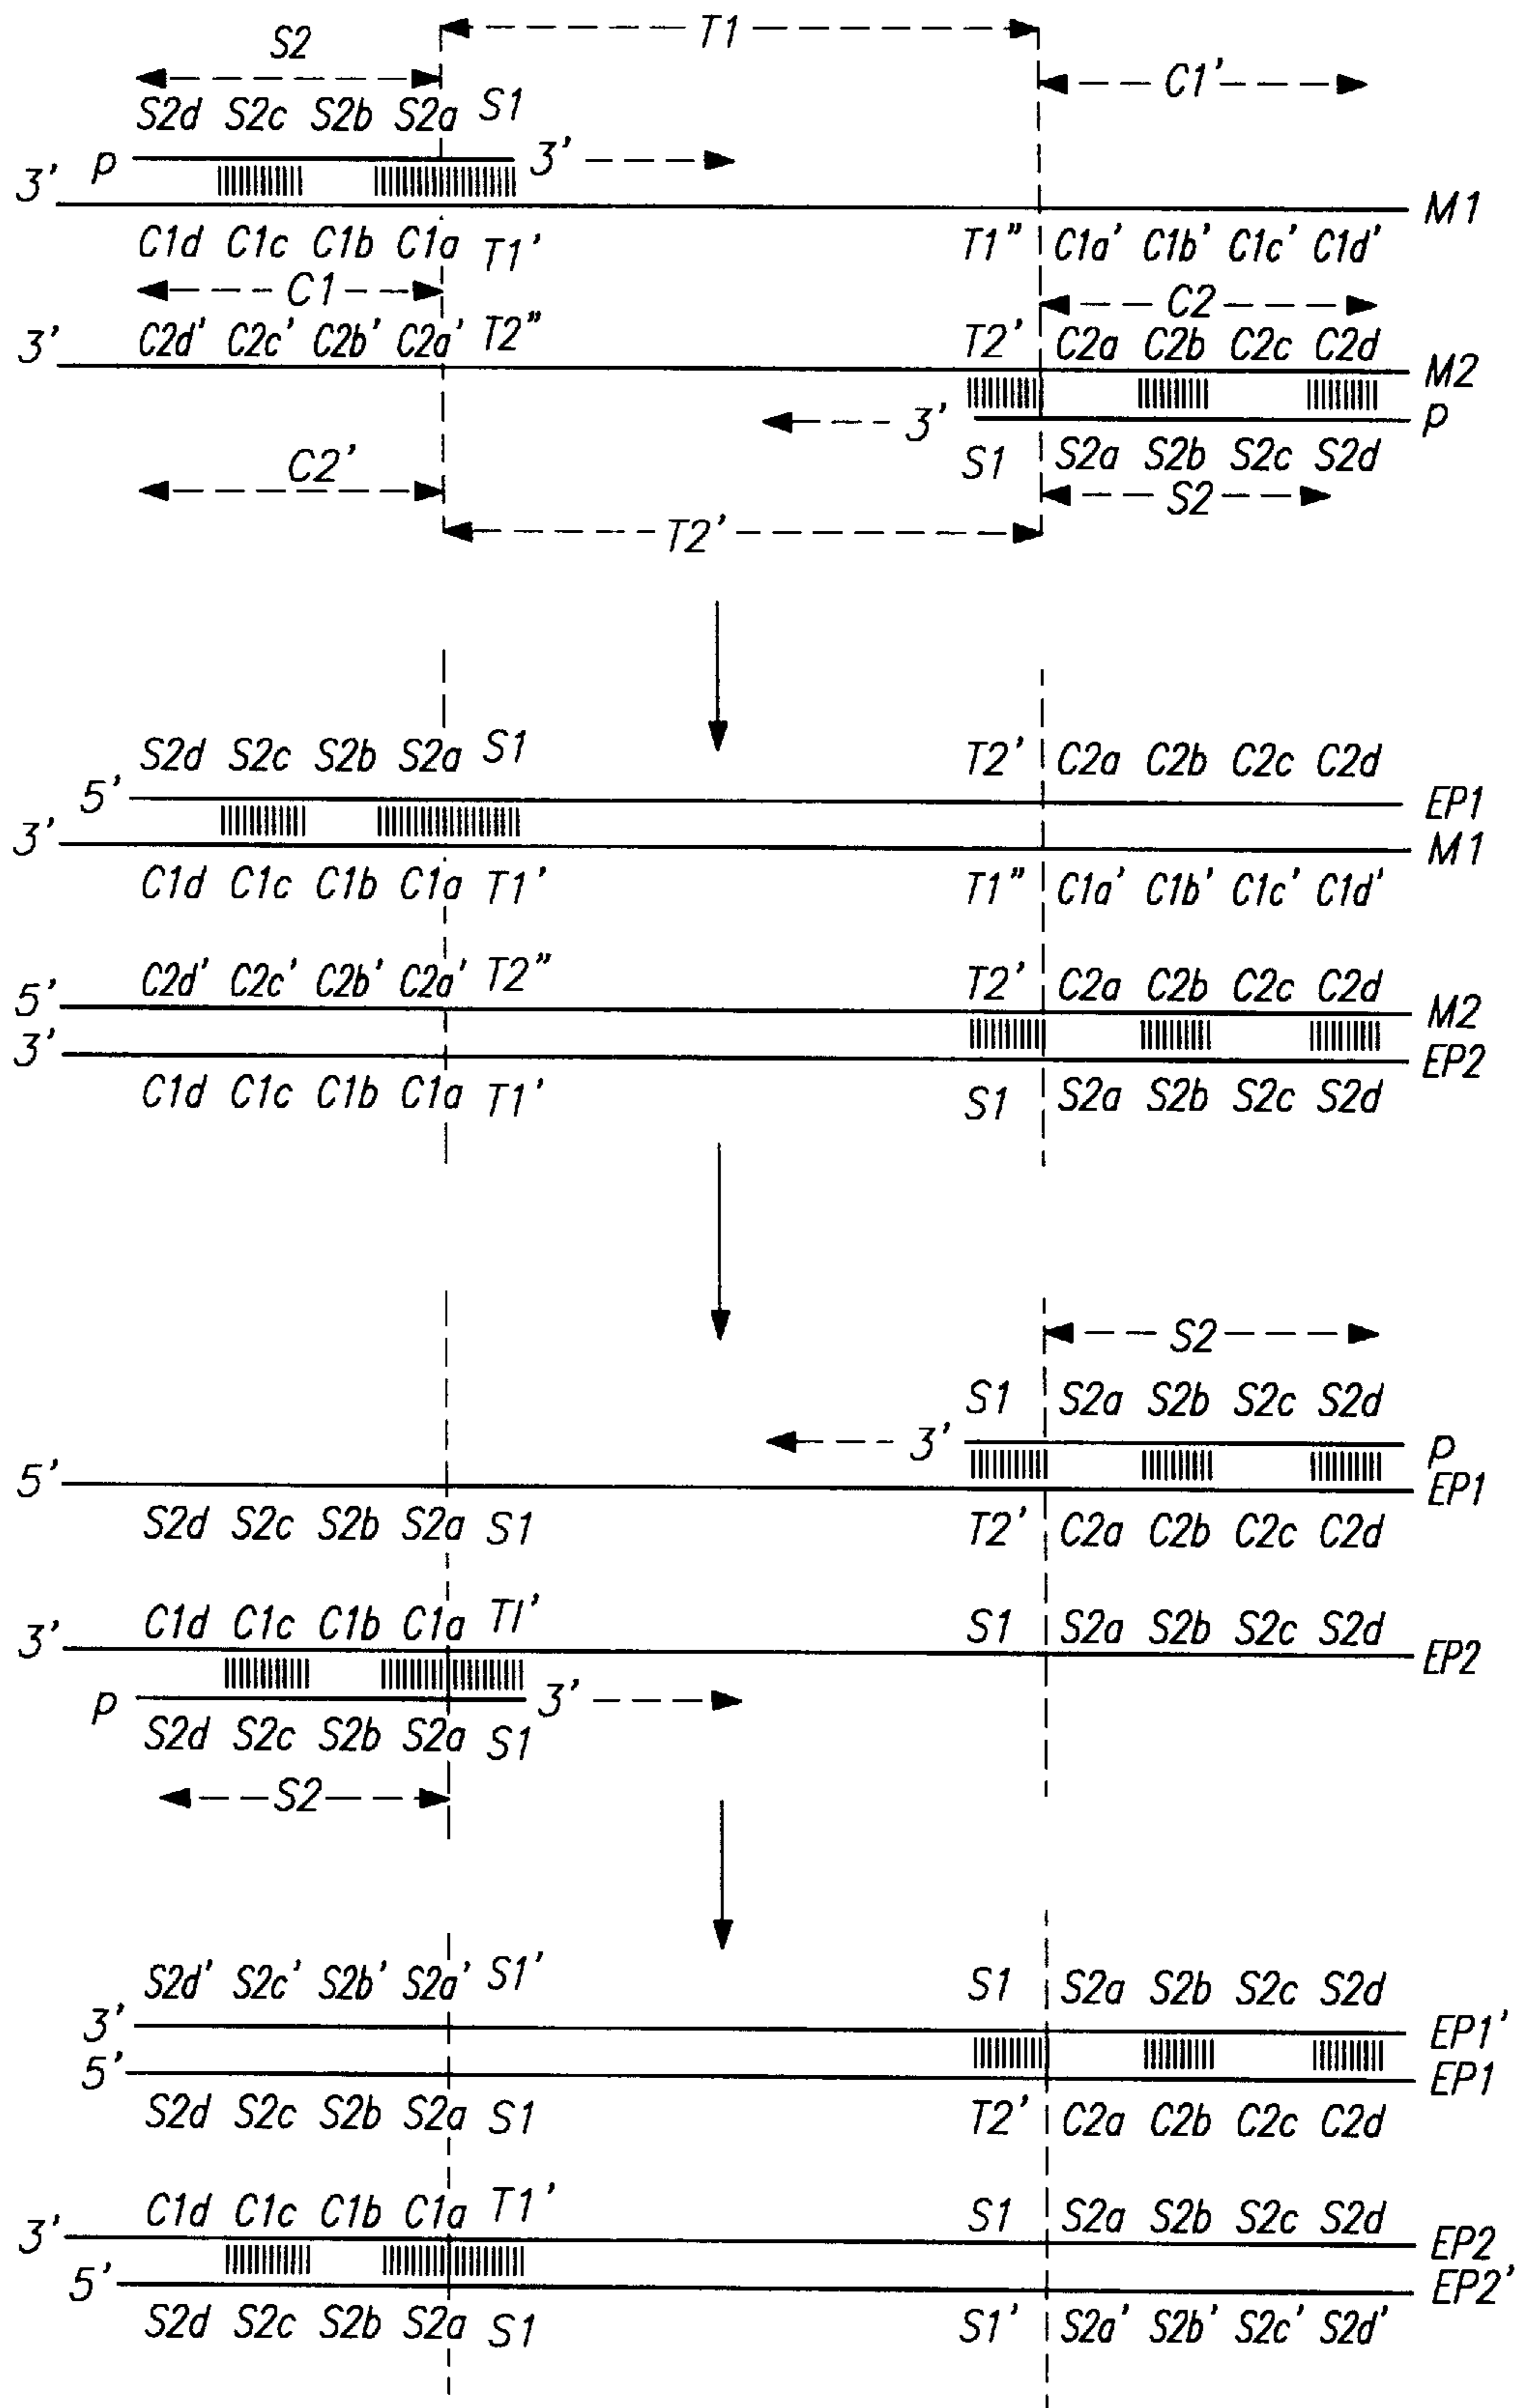 T1
S2
C1'
S2d S2c S2b S2a S1
p 3'
3' M1
C1d C1c C1b C1a T1' T1" C1a' C1b' C1c' C1d'
C1 C2
C2d' C2c' C2b' C2a' T2" T2' C2a C2b C2c C2d
3' M2
3' p
S1 S2a S2b S2c S2d
C2' S2
T2'
S2d S2c S2b S2a S1 T2' C2a C2b C2c C2d
5' EP1
3' M1
C1d C1c C1b C1a T1' T1" C1a' C1b' C1c' C1d'
C2d' C2c' C2b' C2a' T2" T2' C2a C2b C2c C2d
5' M2
3' EP2
C1d C1c C1b C1a T1' S1 S2a S2b S2c S2d
S2
S1 S2a S2b S2c S2d
3' p
5' EP1
S2d S2c S2b S2a S1 T2' C2a C2b C2c C2d
C1d C1c C1b C1a T1' S1 S2a S2b S2c S2d
3' EP2
p 3'
S2d S2c S2b S2a S1
S2
S2d' S2c' S2b' S2a' S1' S1 S2a S2b S2c S2d
3' EP1'
5' EP1
S2d S2c S2b S2a S1 T2' C2a C2b C2c C2d
C1d C1c C1b C1a T1' S1 S2a S2b S2c S2d
3' EP2
5' EP2'
S2d S2c S2b S2a S1 S1' S2a' S2b' S2c' S2d'